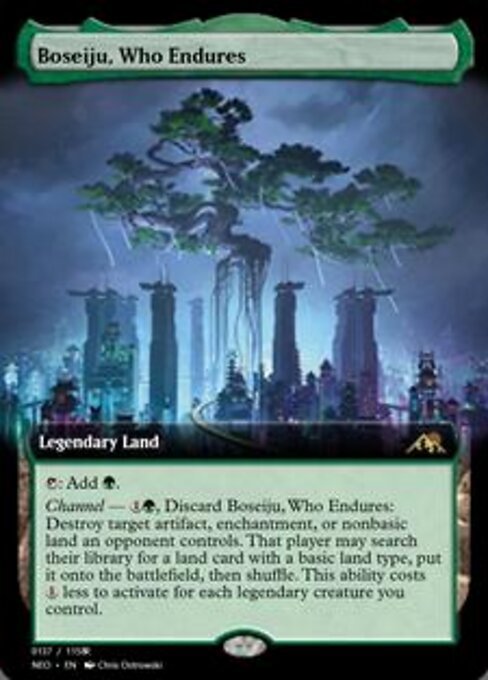 Boseiju, Who Endures
Legendary Land
: Add .
Channel — , Discard Boseiju, Who Endures:
Destroy target artifact, enchantment, or nonbasic
land an opponent controls. That player may search
their library for a land card with a basic land type, put
it onto the battlefield, then shuffle. This ability costs
less to activate for each legendary creature you
control.
NEO • EN Chris Ostrowski